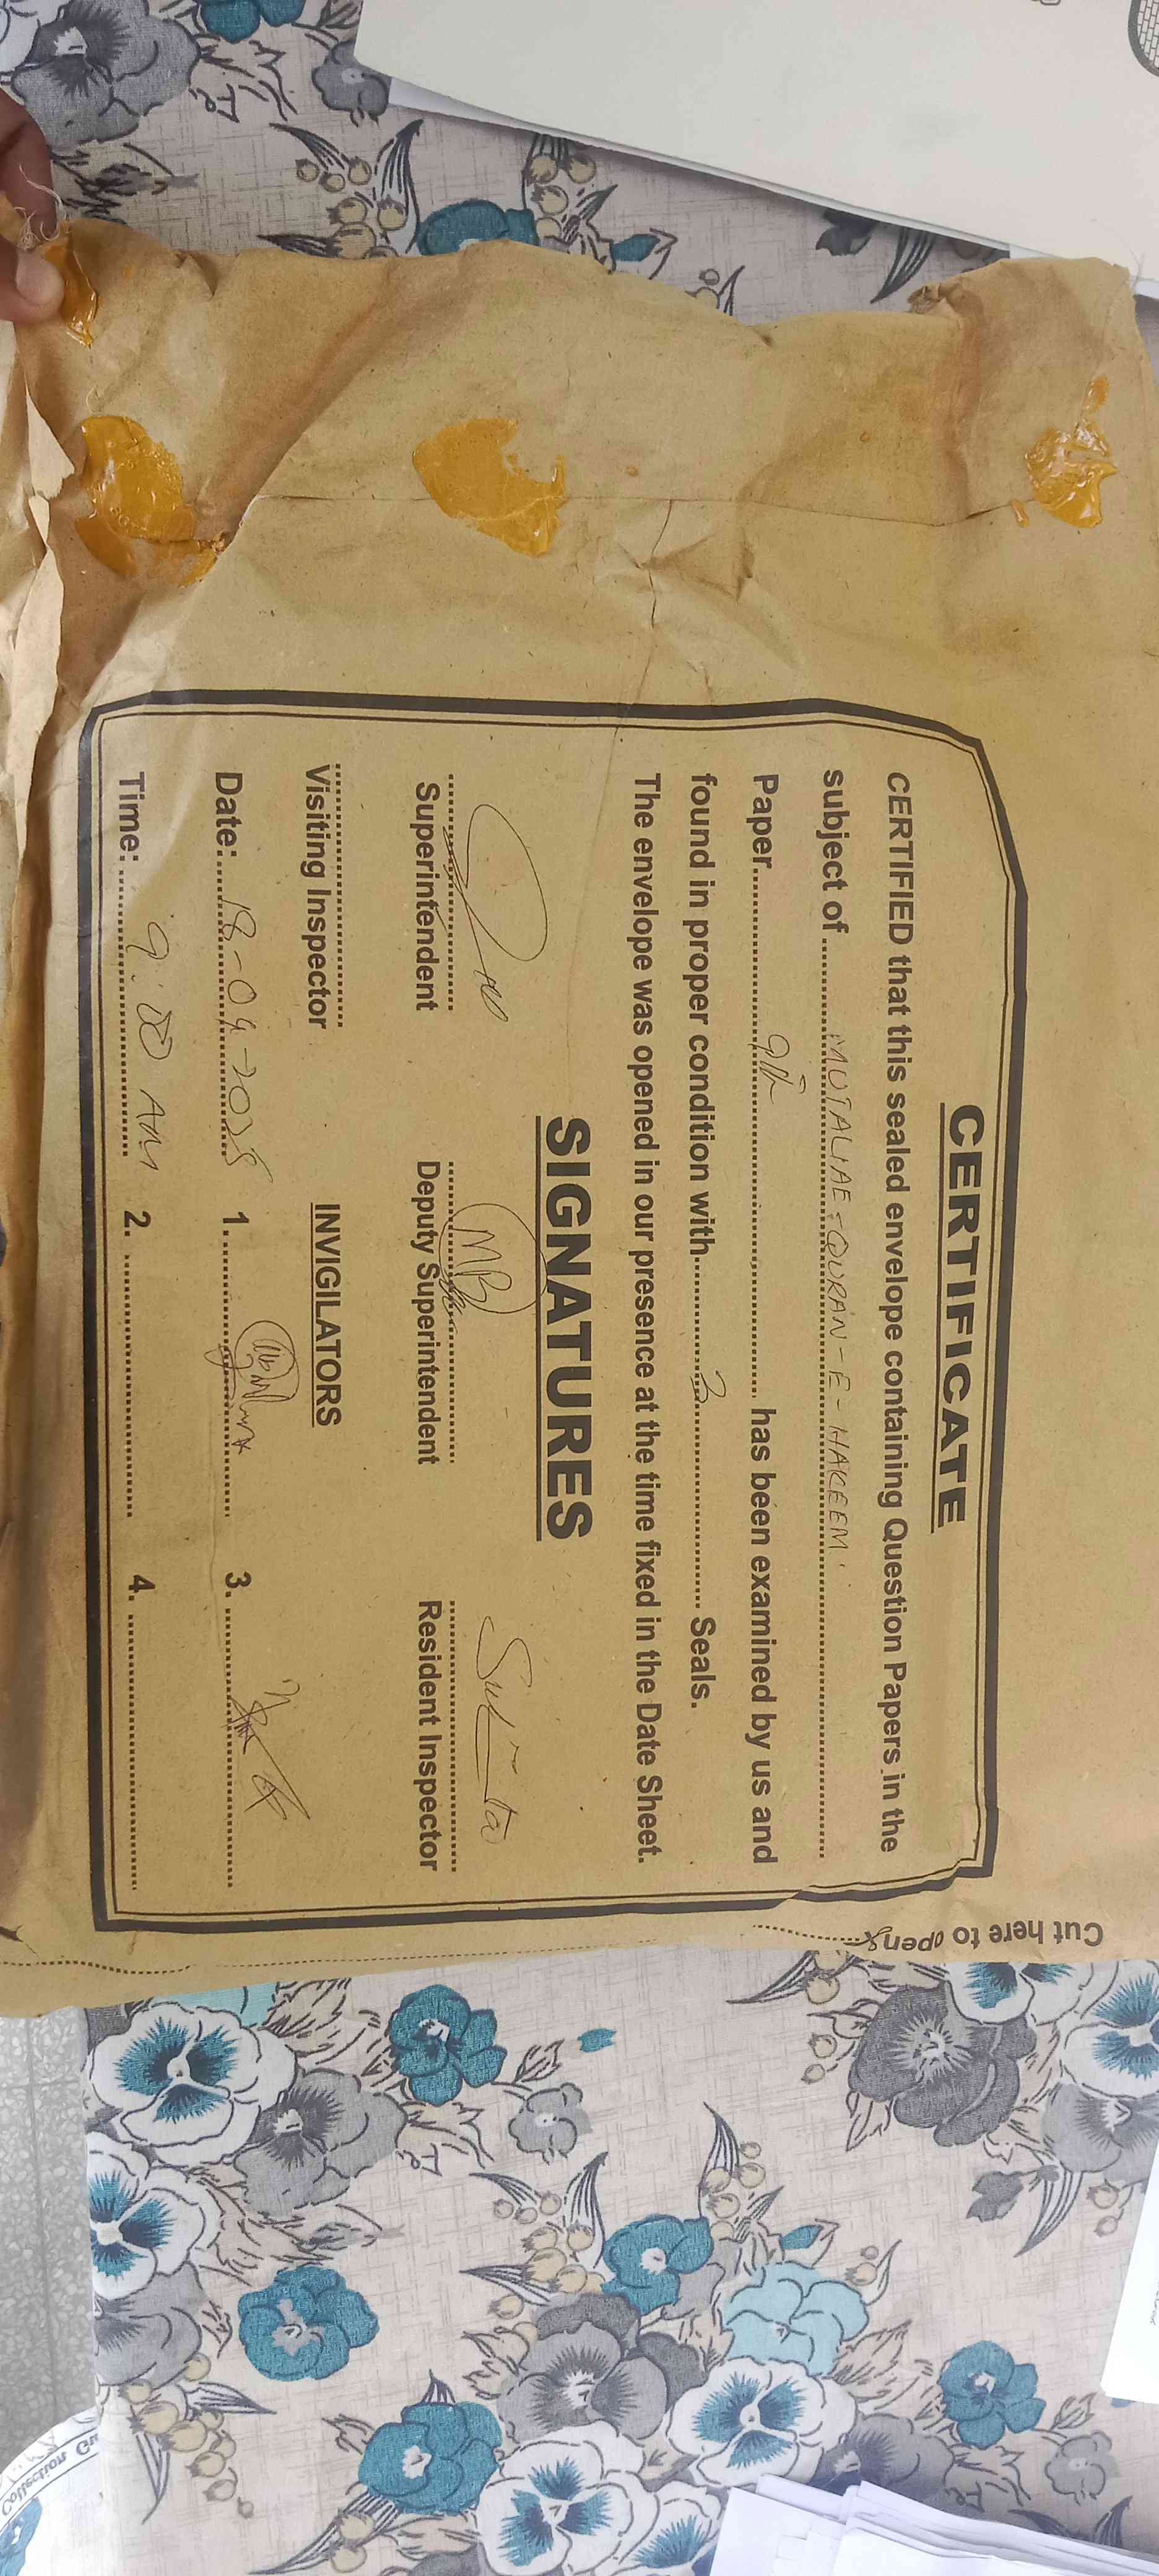 CERTIFICATE
CERTIFIED that this sealed envelope containing Question Papers in the
subject of MUTALIAE-QURAN-E-HAKEEM
Paper 9th has been examined by us and
found in proper condition with Seals.
The envelope was opened in our presence at the time fixed in the Date Sheet.
SIGNATURES
Superintendent
MB
Deputy Superintendent
Resident Inspector
Visiting Inspector
INVIGILATORS
Date: 18-04-2025
1.
3.
Time: 9:00 AM
2.
4.
Cut here to open
Collection